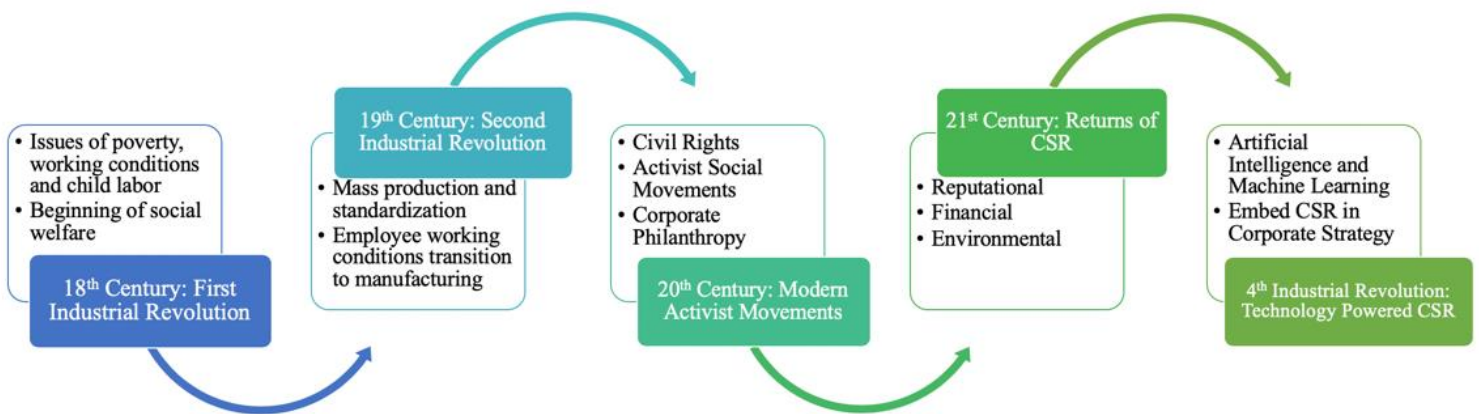 • Issues of poverty,
working conditions
and child labor
• Beginning of social
welfare
18th Century: First
Industrial Revolution
19th Century: Second
Industrial Revolution
• Mass production and
standardization
• Employee working
conditions transition
to manufacturing
• Civil Rights
• Activist Social
Movements
• Corporate
Philanthropy
20th Century: Modern
Activist Movements
21st Century: Returns of
CSR
• Reputational
• Financial
• Environmental
• Artificial
Intelligence and
Machine Learning
• Embed CSR in
Corporate Strategy
4th Industrial Revolution:
Technology Powered CSR